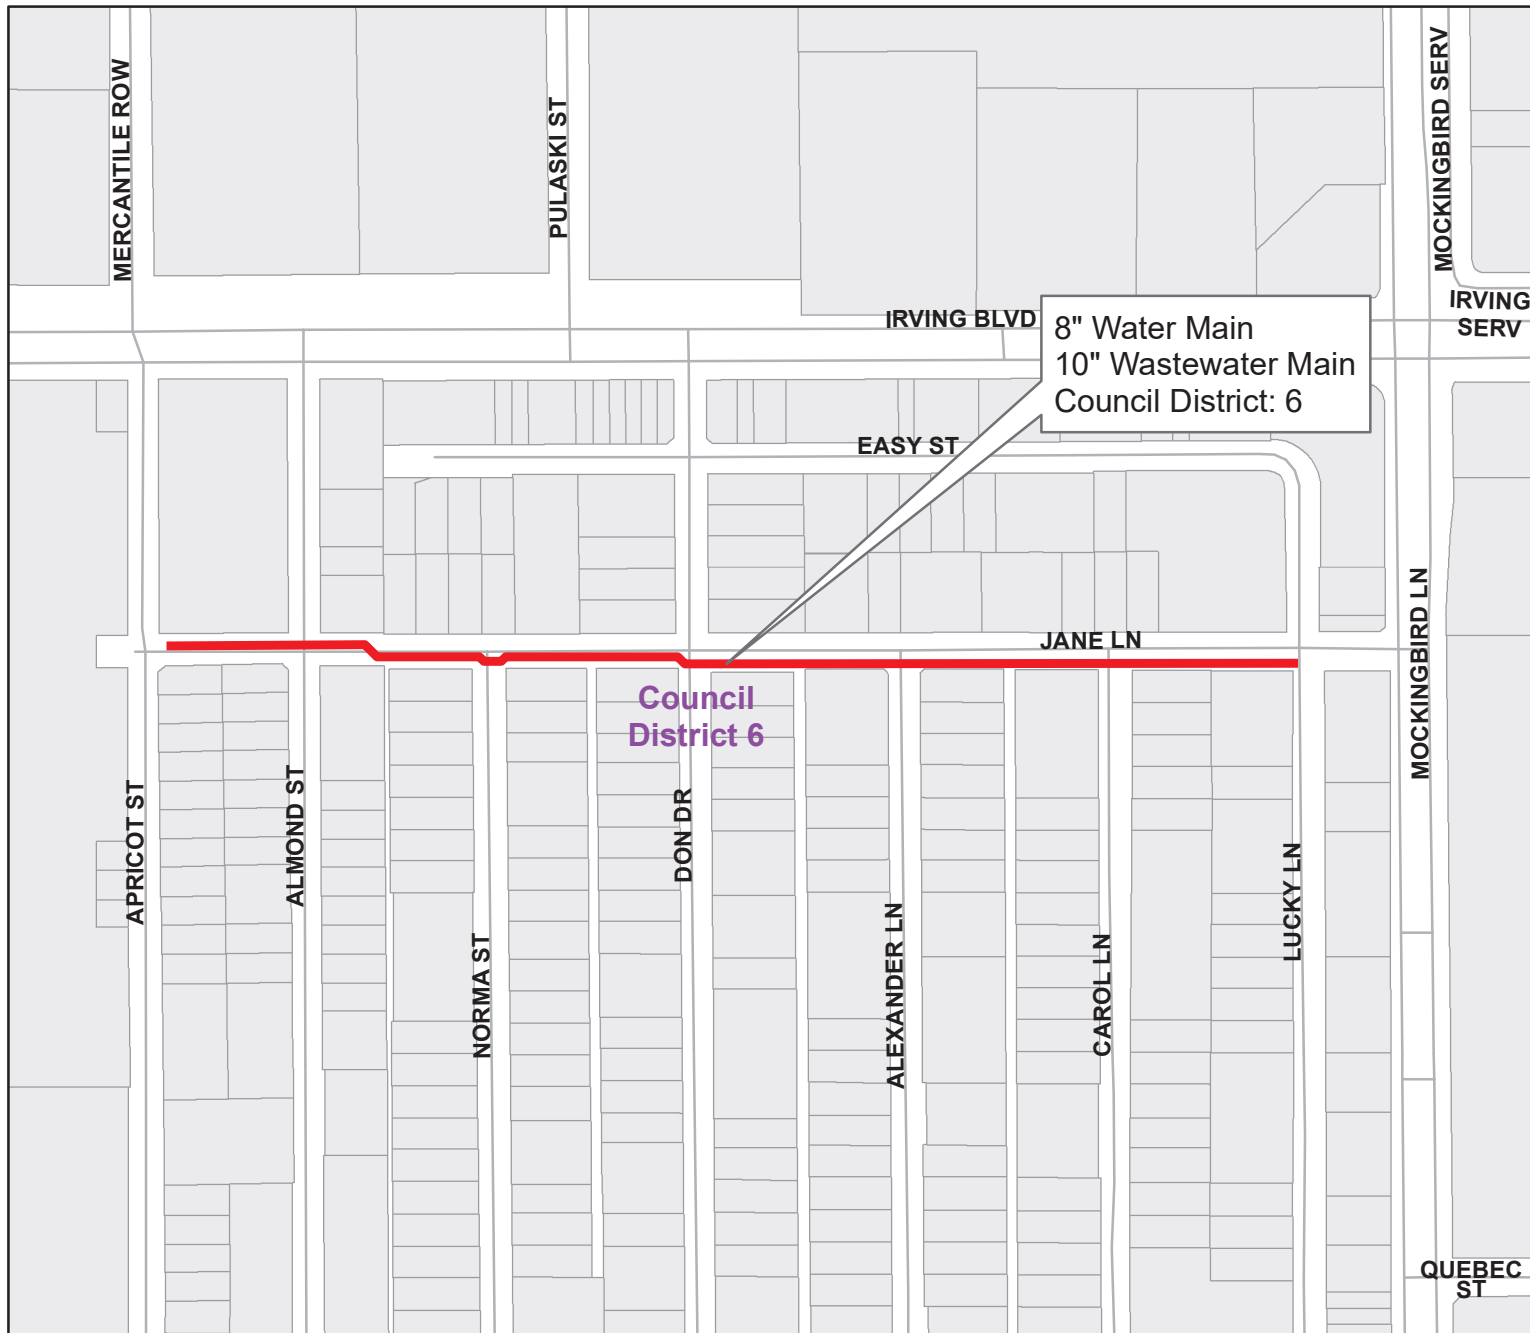 MERCANTILE ROW
PULASKI ST
MOCKINGBIRD SERV
IRVING BLVD
IRVING
SERV
8" Water Main
10" Wastewater Main
Council District: 6
EASY ST
JANE LN
MOCKINGBIRD LN
Council
District 6
APRICOT ST
ALMOND ST
NORMA ST
DON DR
ALEXANDER LN
CAROL LN
LUCKY LN
QUEBEC
ST